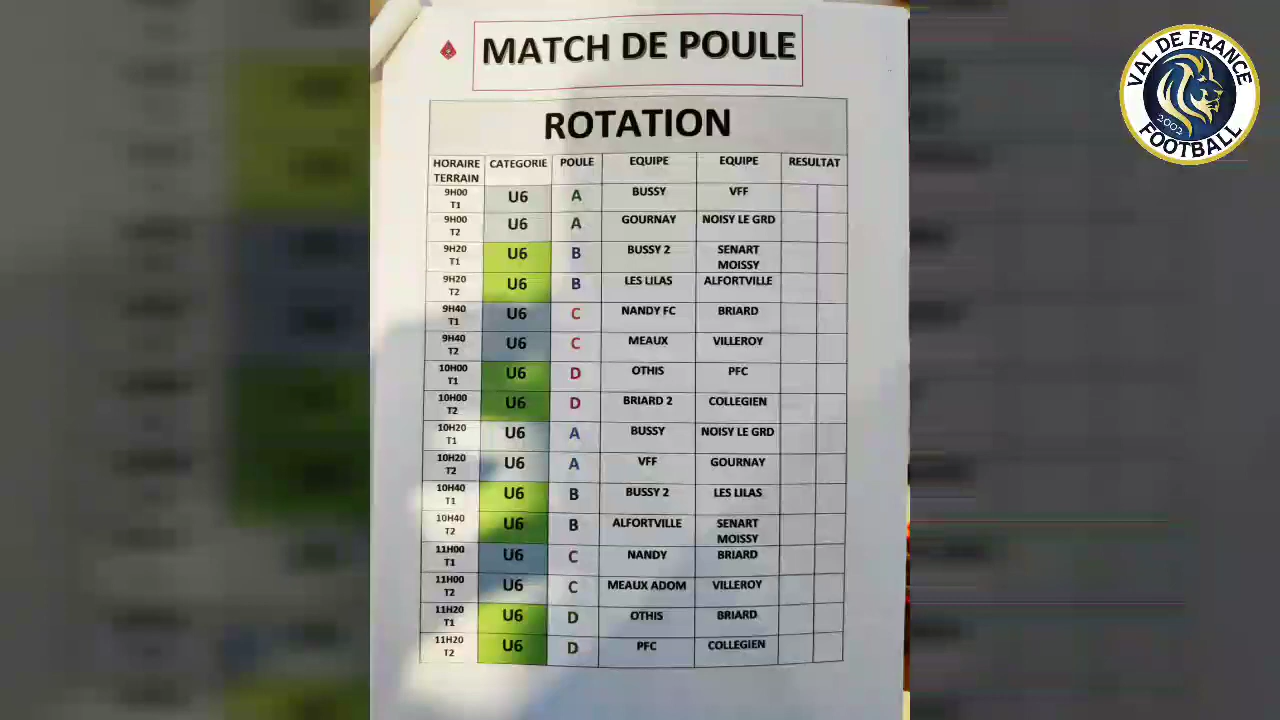 MATCH DE POULE
ROTATION
HORAIRE TERRAIN CATEGORIE POULE EQUIPE EQUIPE RESULTAT
9H00 T1 U6 A BUSSY VFF
9H00 T2 U6 A GOURNAY NOISY LE GRD
9H20 T1 U6 B BUSSY 2 SENART MOISSY
9H20 T2 U6 B LES LILAS ALFORTVILLE
9H40 T1 U6 C NANDY FC BRIARD
9H40 T2 U6 C MEAUX VILLEROY
10H00 T1 U6 D OTHIS PFC
10H00 T2 U6 D BRIARD 2 COLLEGIEN
10H20 T1 U6 A BUSSY NOISY LE GRD
10H20 T2 U6 A VFF GOURNAY
10H40 T1 U6 B BUSSY 2 LES LILAS
10H40 T2 U6 B ALFORTVILLE SENART MOISSY
11H00 T1 U6 C NANDY BRIARD
11H00 T2 U6 C MEAUX ADOM VILLEROY
11H20 T1 U6 D OTHIS BRIARD
11H20 T2 U6 D PFC COLLEGIEN
VAL DE FRANCE
2002
FOOTBALL